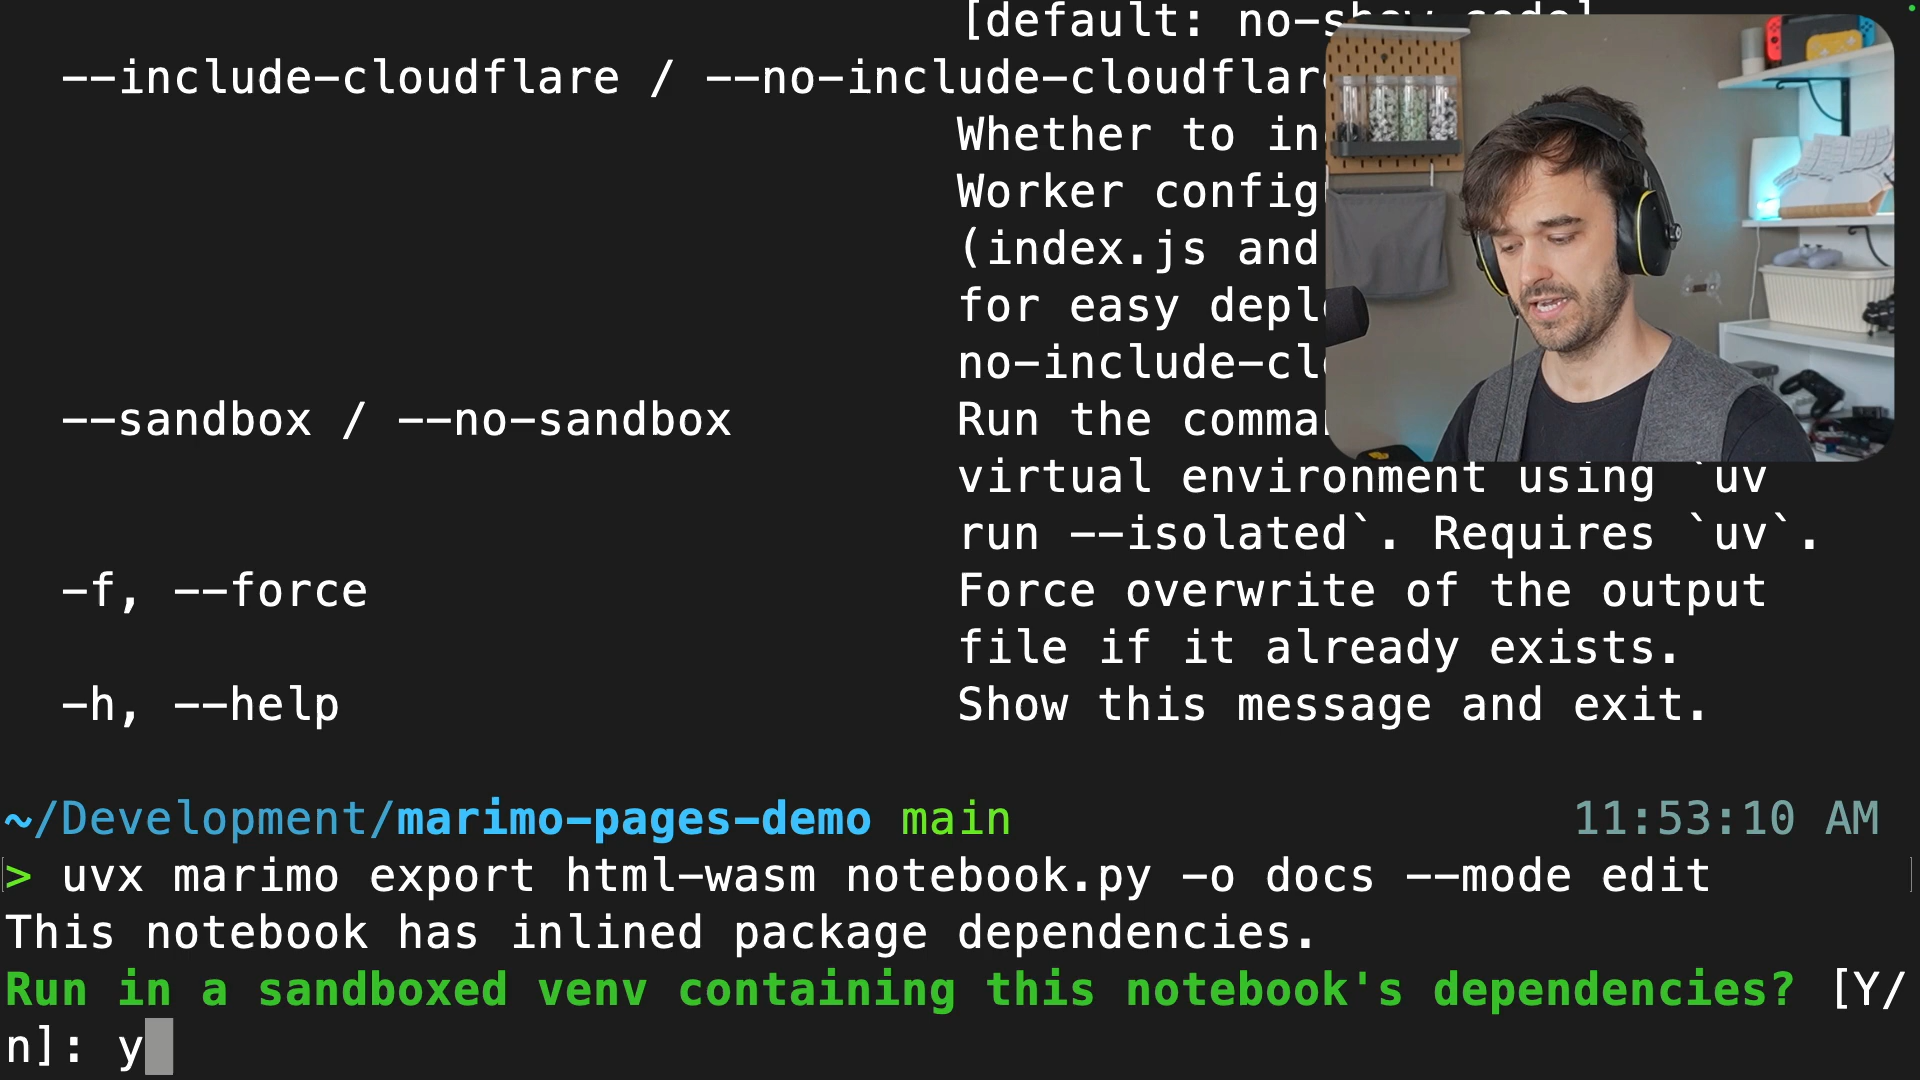 [default: no-show-code]
--include-cloudflare / --no-include-cloudflare
Whether to in
Worker config
(index.js and
for easy depl
no-include-cl
--sandbox / --no-sandbox Run the comma
virtual environment using `uv
run --isolated`. Requires `uv`.
-f, --force Force overwrite of the output
file if it already exists.
-h, --help Show this message and exit.
~/Development/marimo-pages-demo main 11:53:10 AM
> uvx marimo export html-wasm notebook.py -o docs --mode edit
This notebook has inlined package dependencies.
Run in a sandboxed venv containing this notebook's dependencies? [Y/
n]: y